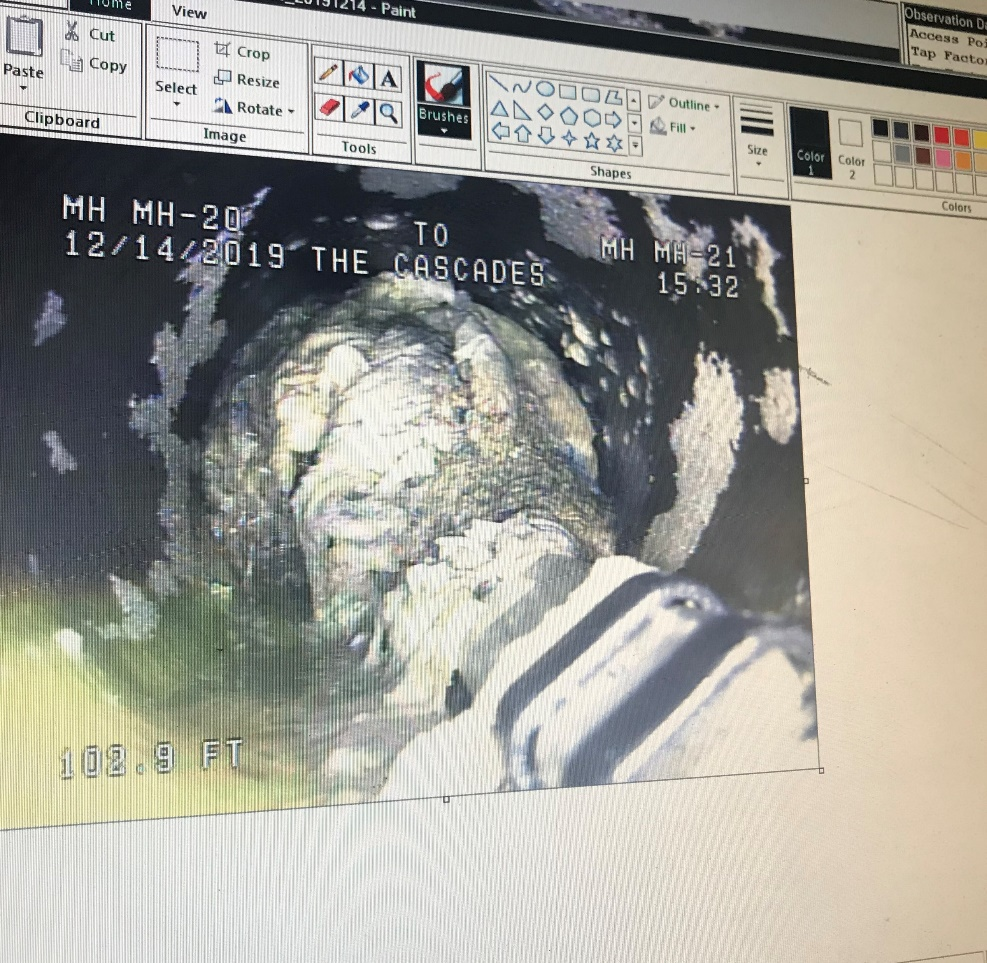 Home
View
_20191214 - Paint
Observation
Access
Tap
Paste
Cut
Copy
Clipboard
Select
Crop
Resize
Rotate
Image
A
Tools
Brushes
Outline
Fill
Shapes
Size
Color 1
Color 2
Colors
MH MH-20 TO MH MH-21
12/14/2019 THE CASCADES 15:32
102.9 FT